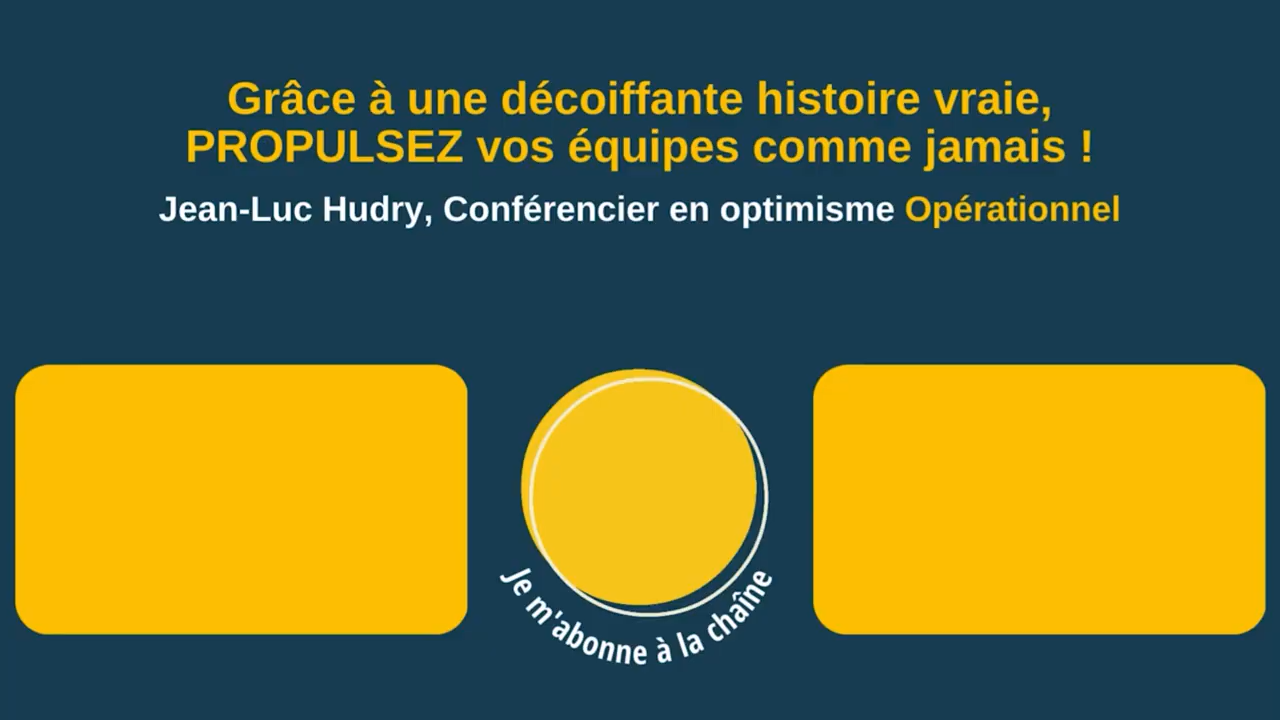 Grâce à une décoiffante histoire vraie,
PROPULSEZ vos équipes comme jamais !
Jean-Luc Hudry, Conférencier en optimisme Opérationnel
Je m'abonne à la chaîne